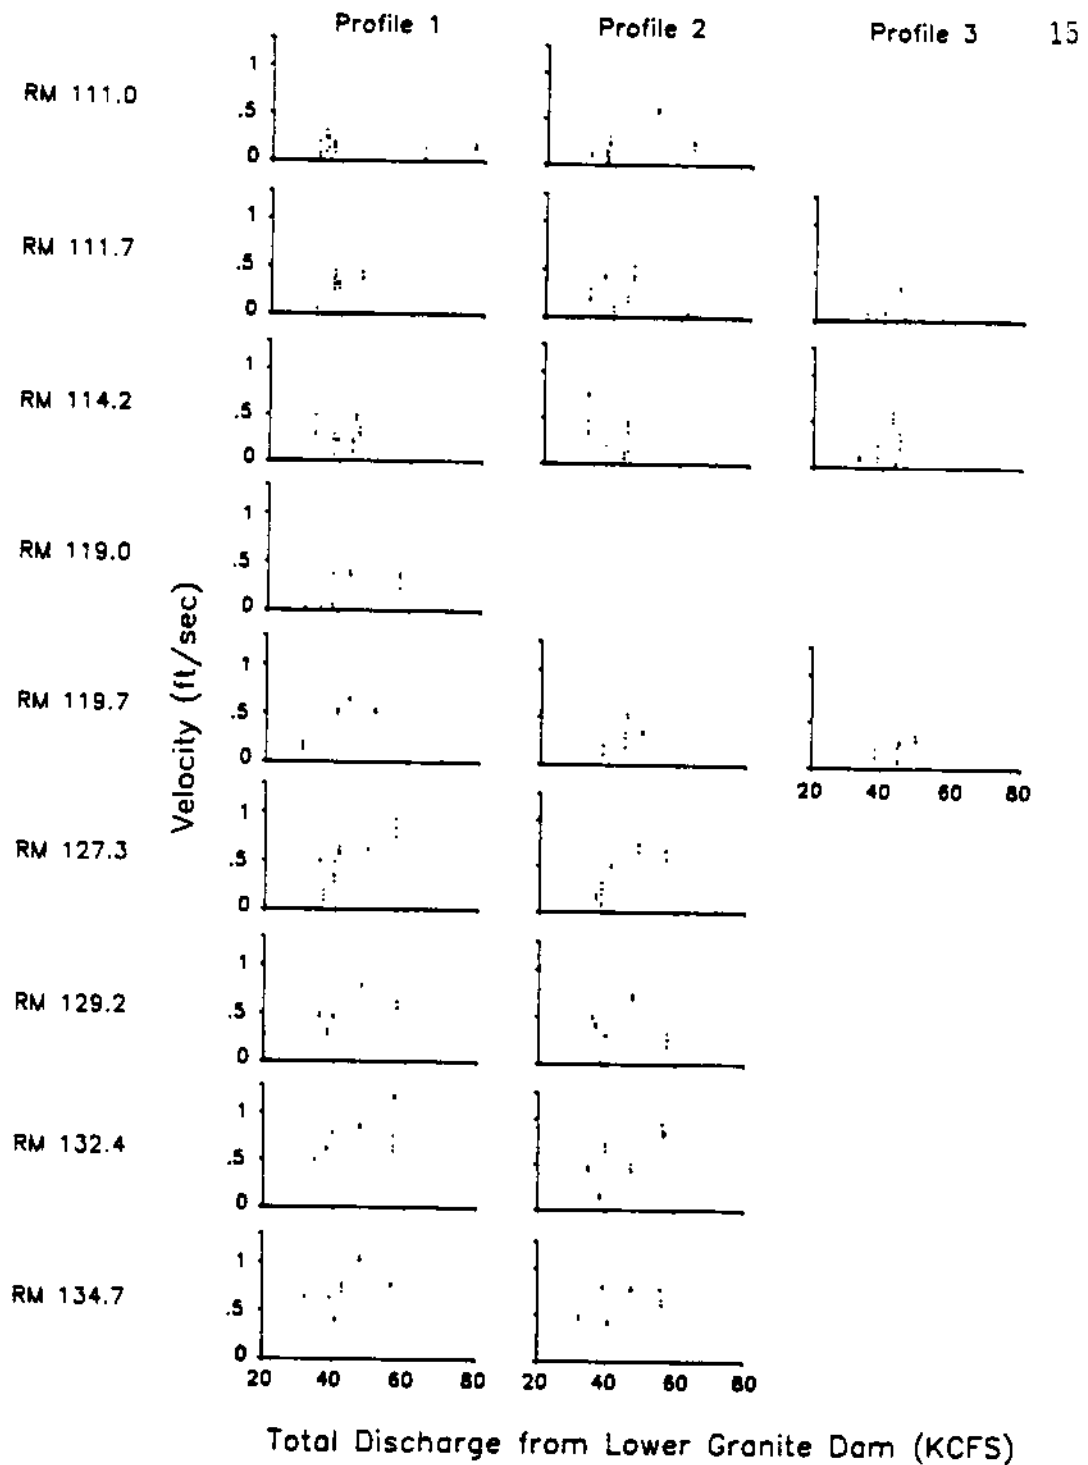 Profile 1 Profile 2 Profile 3 15
RM 111.0
1
.5
0
RM 111.7
1
.5
0
RM 114.2
1
.5
0
RM 119.0
1
.5
0
Velocity (ft/sec)
RM 119.7
1
.5
0
20 40 60 80
RM 127.3
1
.5
0
RM 129.2
1
.5
0
RM 132.4
1
.5
0
RM 134.7
1
.5
0
20 40 60 80 20 40 60 80
Total Discharge from Lower Granite Dam (KCFS)